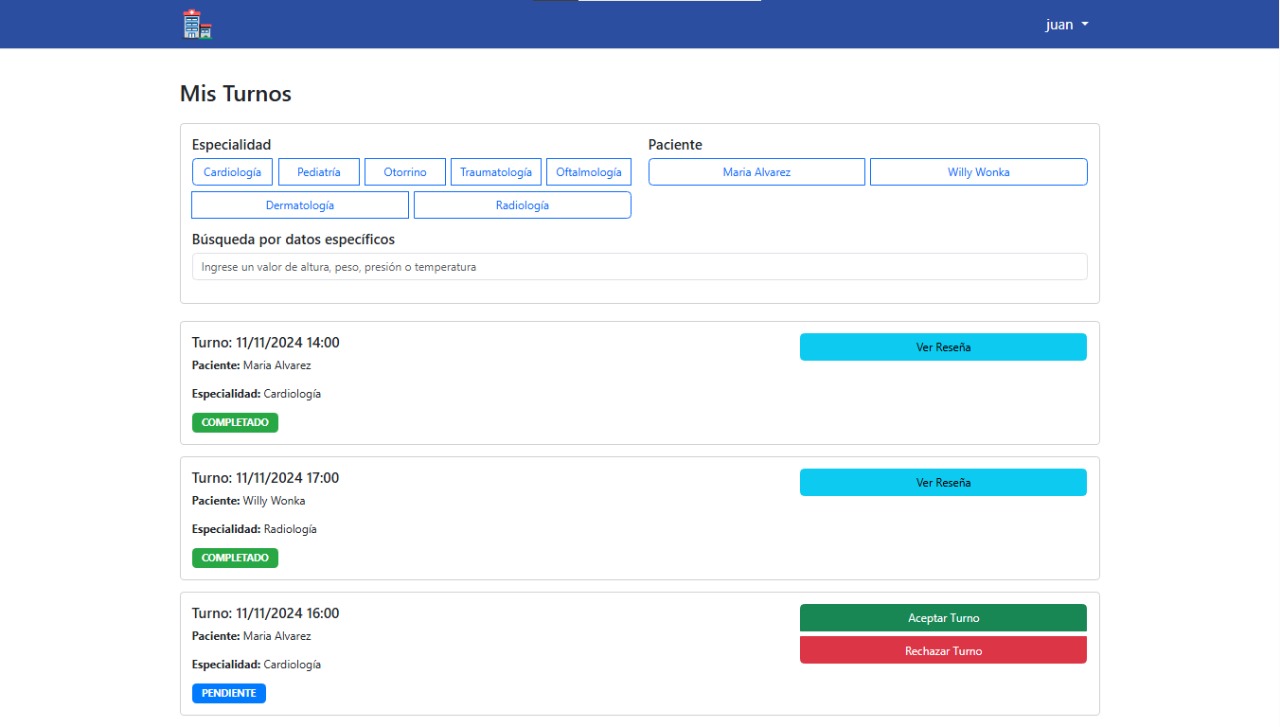 juan
Mis Turnos
Especialidad
Cardiología Pediatría Otorrino Traumatología Oftalmología
Dermatología Radiología
Paciente
Maria Alvarez Willy Wonka
Búsqueda por datos específicos
Ingrese un valor de altura, peso, presión o temperatura
Turno: 11/11/2024 14:00
Paciente: Maria Alvarez
Especialidad: Cardiología
COMPLETADO
Ver Reseña
Turno: 11/11/2024 17:00
Paciente: Willy Wonka
Especialidad: Radiología
COMPLETADO
Ver Reseña
Turno: 11/11/2024 16:00
Paciente: Maria Alvarez
Especialidad: Cardiología
PENDIENTE
Aceptar Turno
Rechazar Turno